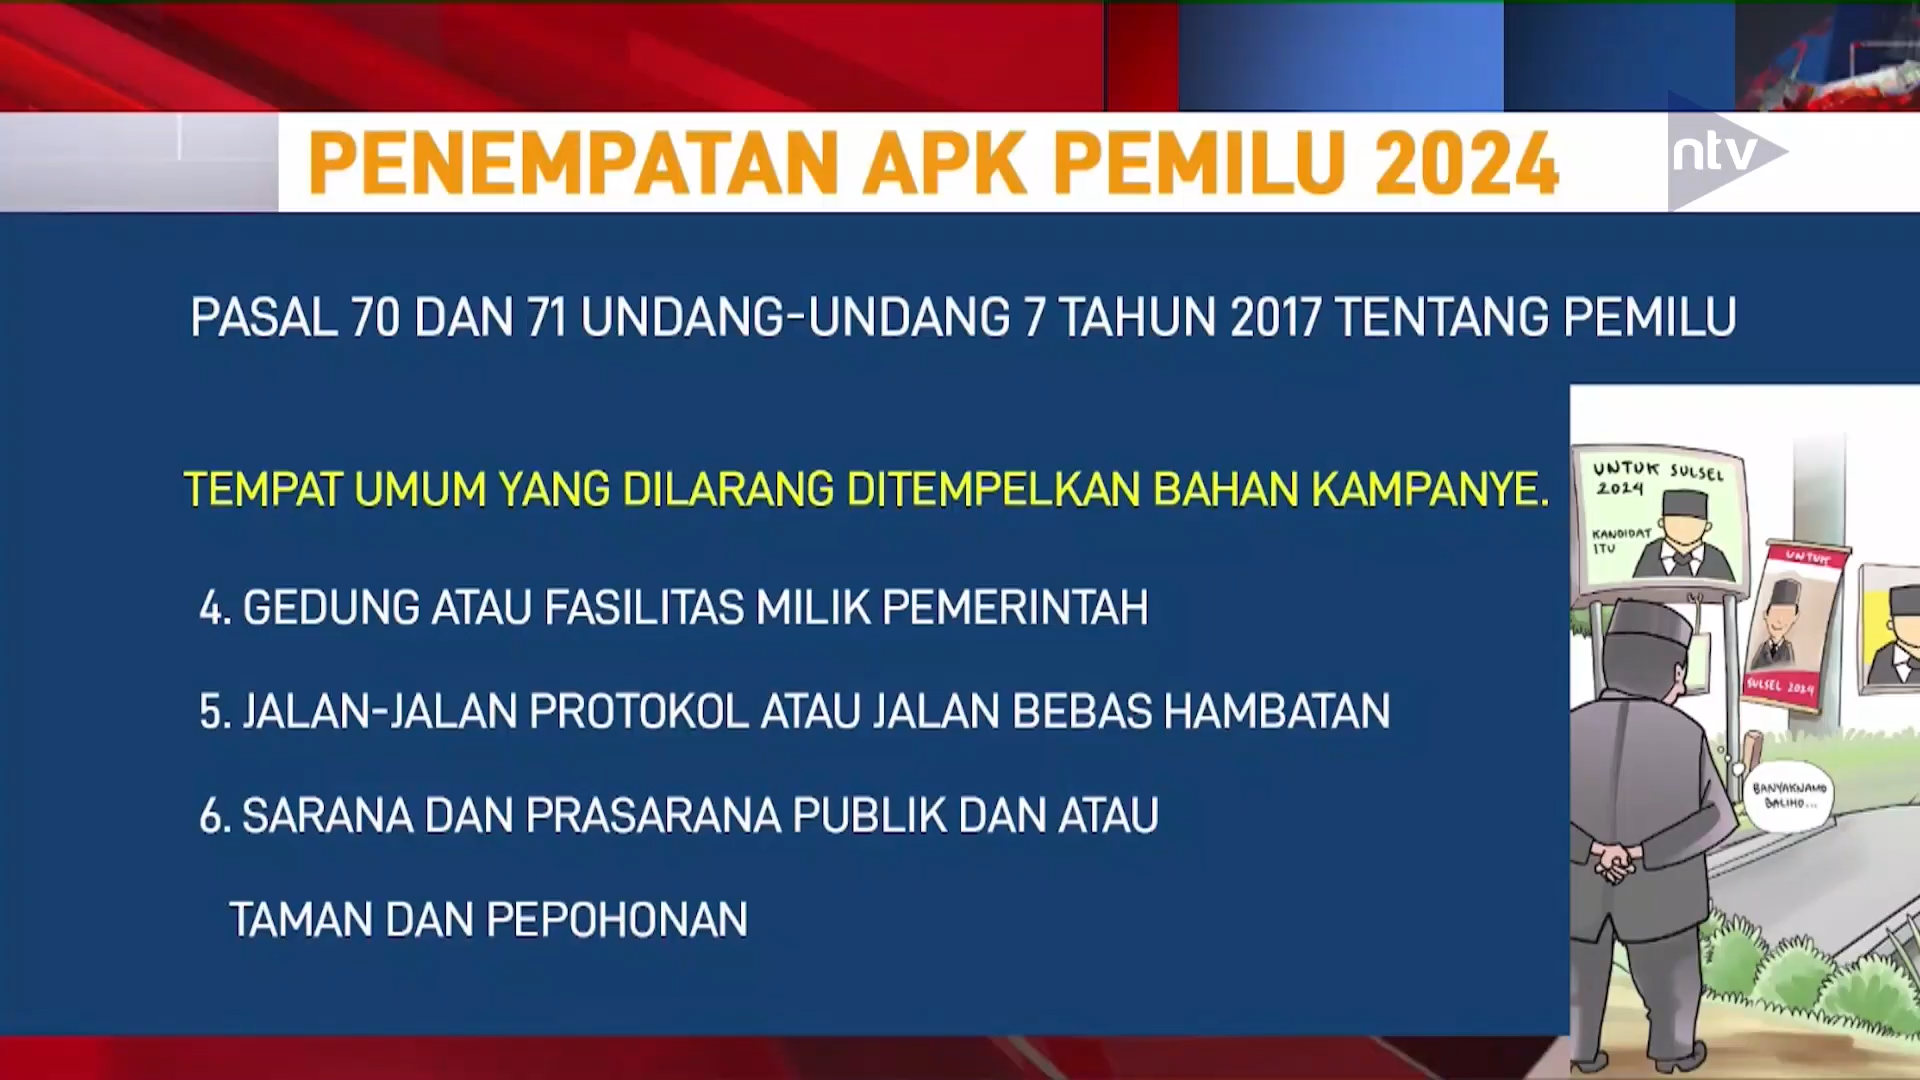 PENEMPATAN APK PEMILU 2024
ntv
PASAL 70 DAN 71 UNDANG-UNDANG 7 TAHUN 2017 TENTANG PEMILU
TEMPAT UMUM YANG DILARANG DITEMPELKAN BAHAN KAMPANYE.
4. GEDUNG ATAU FASILITAS MILIK PEMERINTAH
5. JALAN-JALAN PROTOKOL ATAU JALAN BEBAS HAMBATAN
6. SARANA DAN PRASARANA PUBLIK DAN ATAU
TAMAN DAN PEPOHONAN
UNTUK SULSEL
2024
KANDIDAT
ITU
UNTUK
SULSEL 2024
BANYAKNAMO
BALIHO...